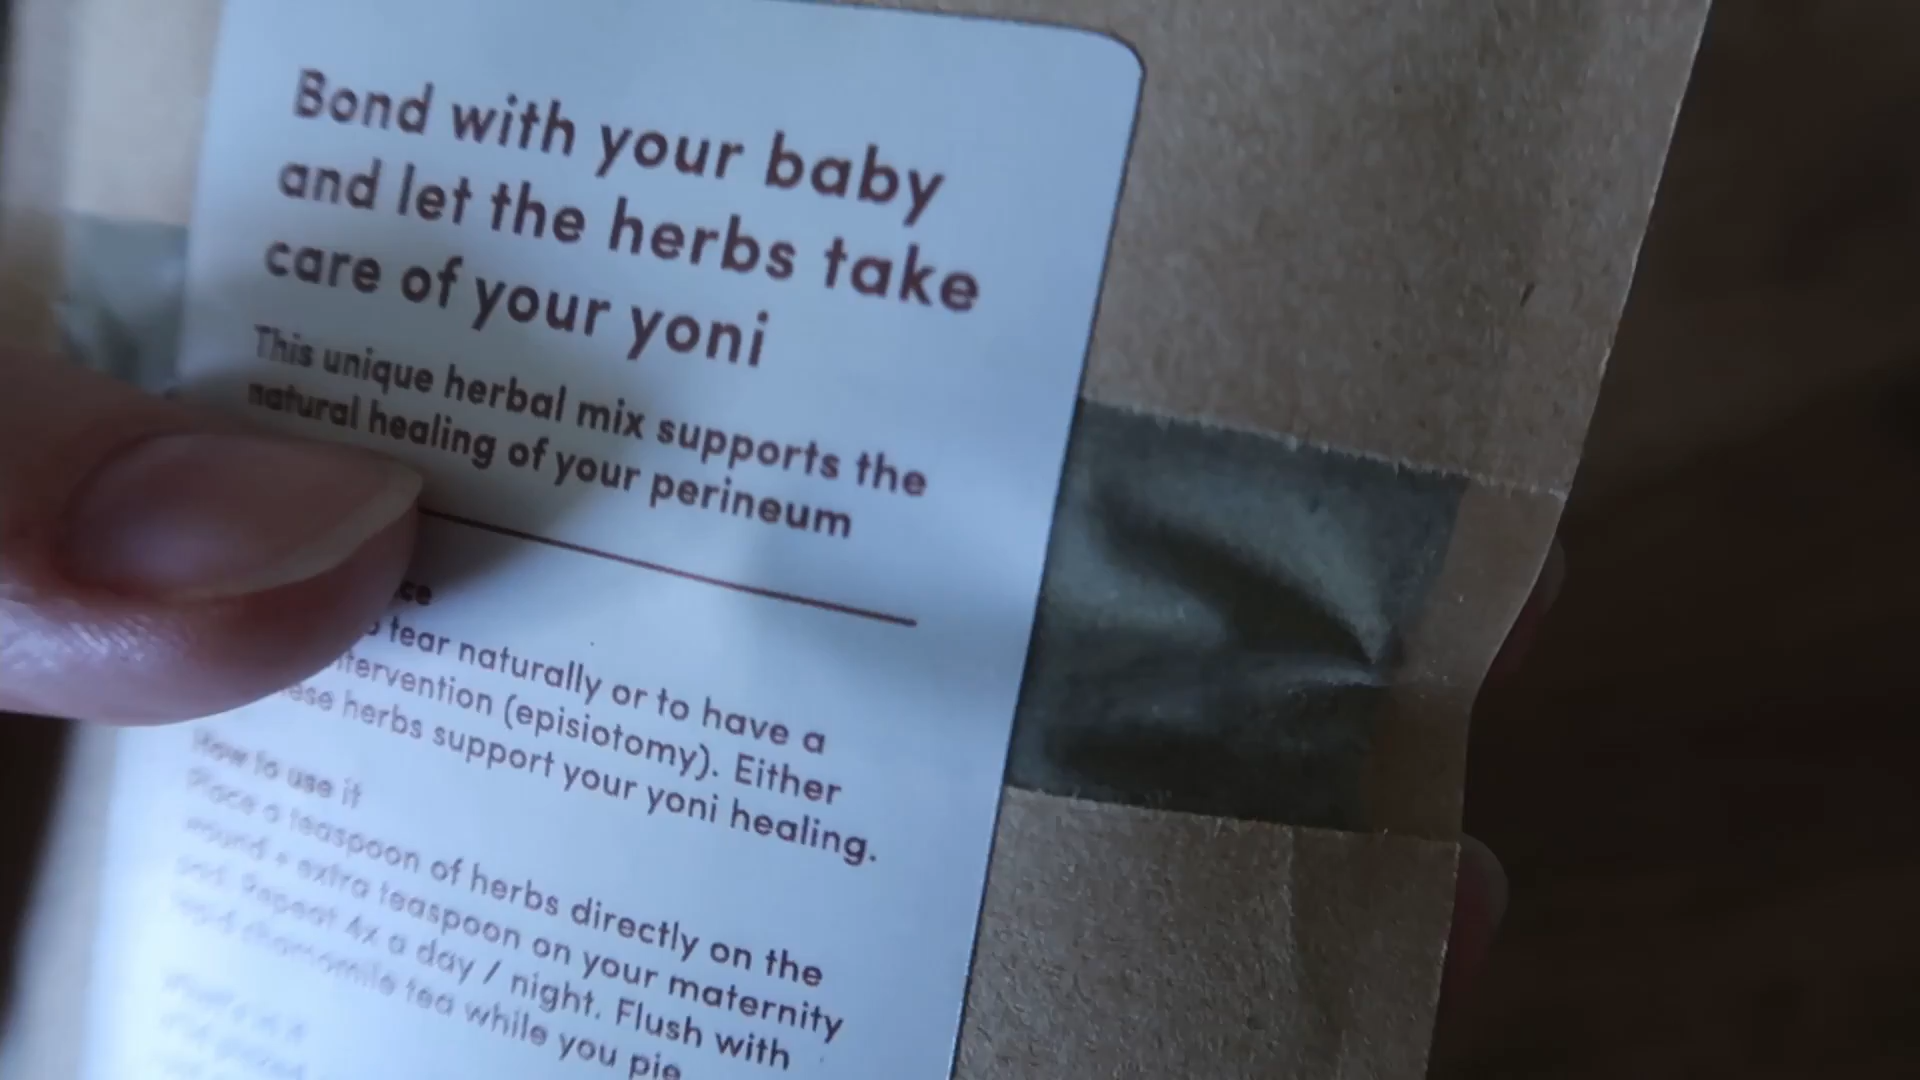 Bond with your baby
and let the herbs take
care of your yoni
This unique herbal mix supports the
natural healing of your perineum
tear naturally or to have a
intervention (episiotomy). Either
these herbs support your yoni healing.
How to use it
Place a teaspoon of herbs directly on the
wound + extra teaspoon on your maternity
pad. Repeat 4x a day / night. Flush with
chamomile tea while you pie